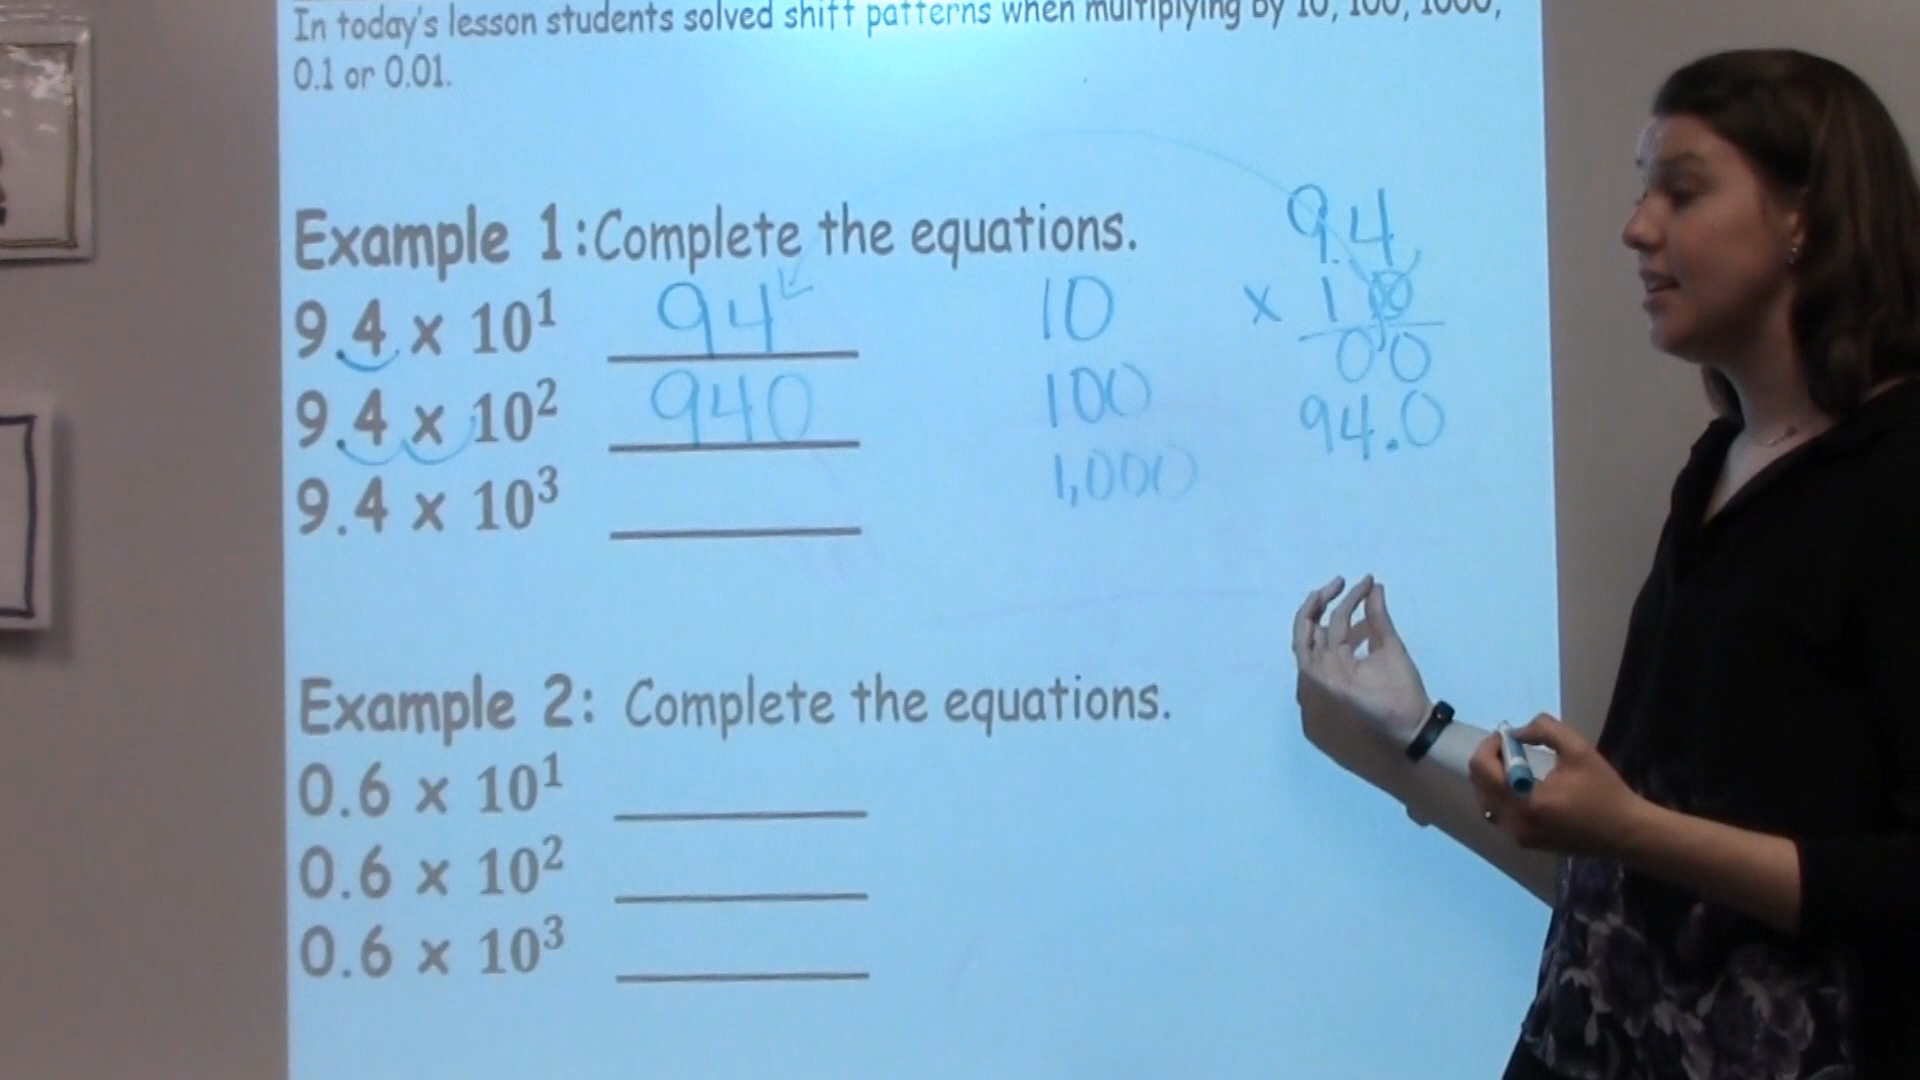 In today's lesson students solved shift patterns when multiplying by 10, 100, 1000,
0.1 or 0.01.
Example 1: Complete the equations.
9.4 x 10¹ 94
9.4 x 10² 940
9.4 x 10³
10
100
1,000
9.4
x 10
00
94.0
Example 2: Complete the equations.
0.6 x 10¹
0.6 x 10²
0.6 x 10³